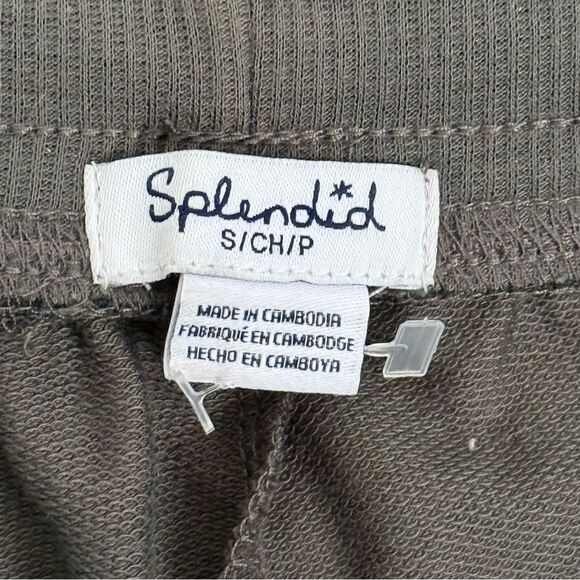 Splendid
S/CH/P
MADE IN CAMBODIA
FABRIQUÉ EN CAMBODGE
HECHO EN CAMBOYA